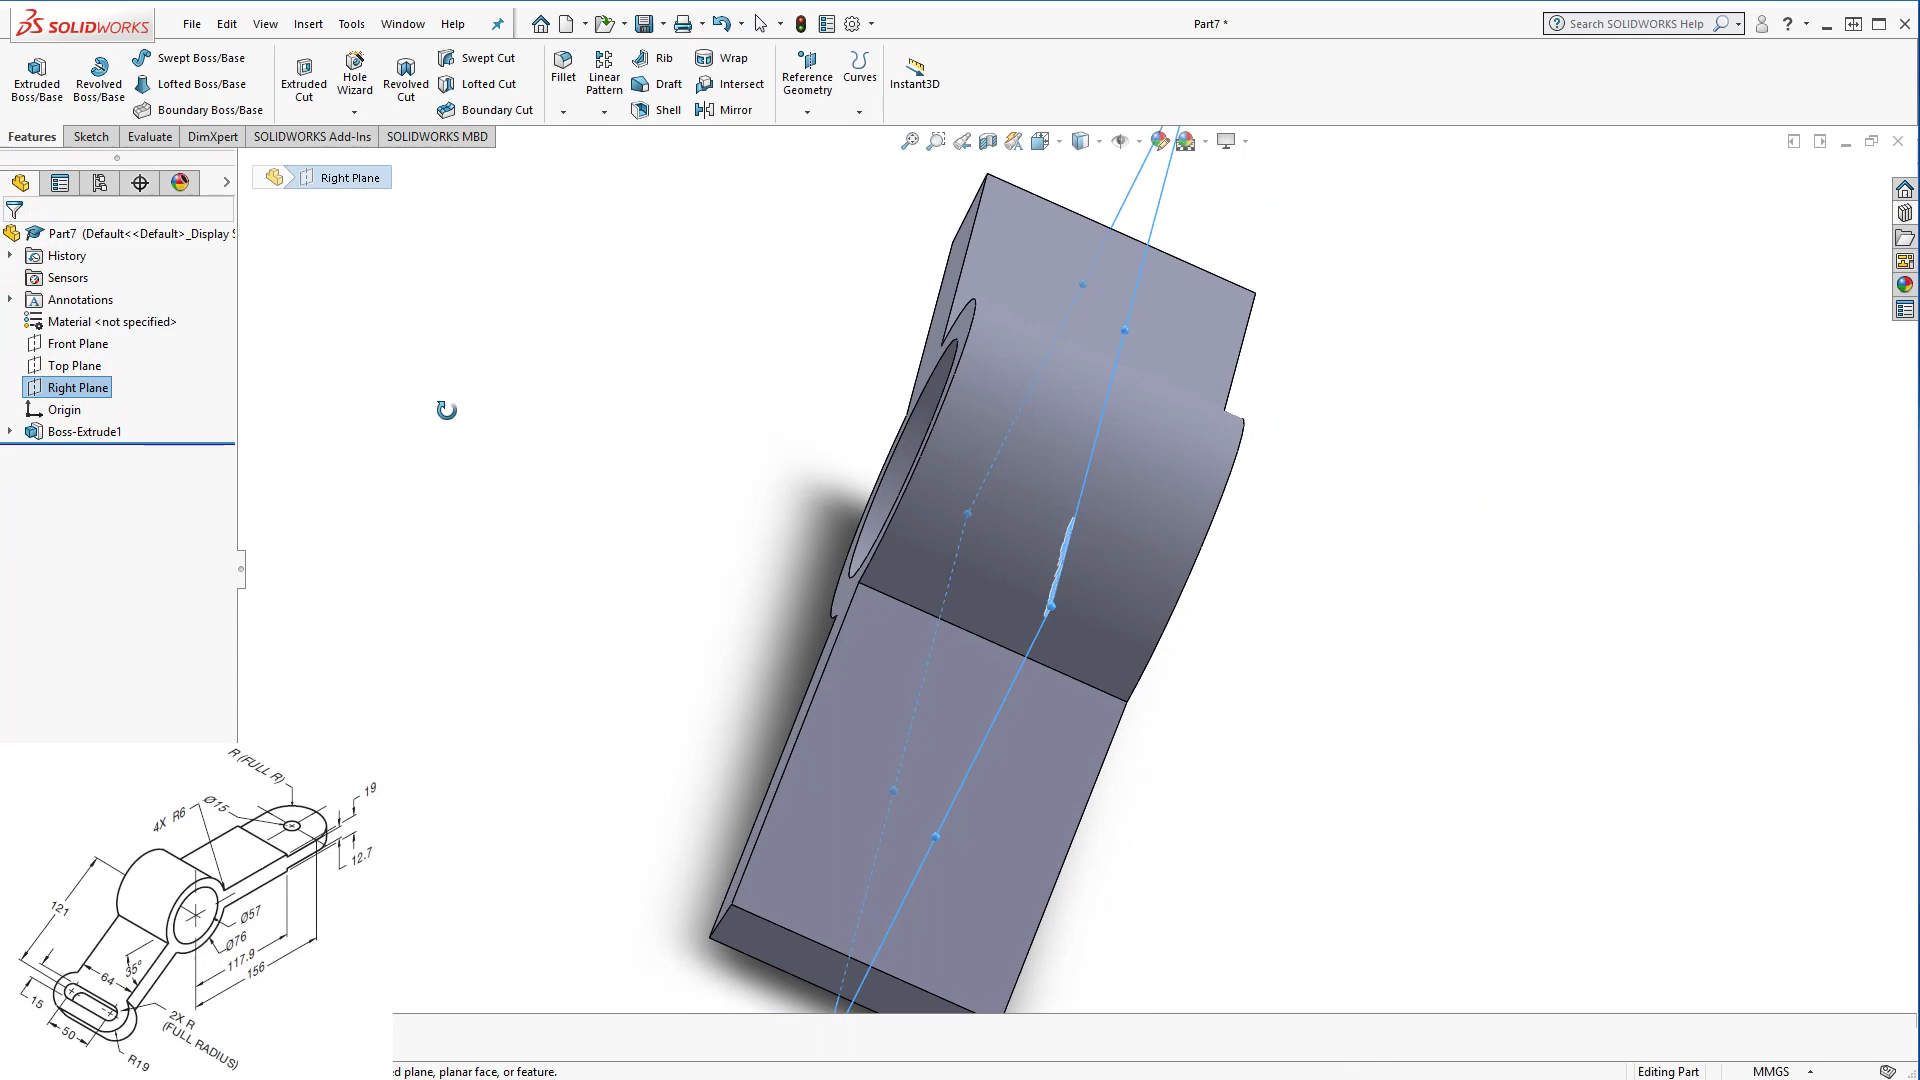 SOLIDWORKS
File Edit View Insert Tools Window Help
Part7 *
Search SOLIDWORKS Help
Extruded Boss/Base
Revolved Boss/Base
Swept Boss/Base
Lofted Boss/Base
Boundary Boss/Base
Extruded Cut
Hole Wizard
Revolved Cut
Swept Cut
Lofted Cut
Boundary Cut
Fillet
Linear Pattern
Rib
Draft
Shell
Wrap
Intersect
Mirror
Reference Geometry
Curves
Instant3D
Features Sketch Evaluate DimXpert SOLIDWORKS Add-Ins SOLIDWORKS MBD
Right Plane
Part7 (Default<<Default>_Display S
History
Sensors
Annotations
Material <not specified>
Front Plane
Top Plane
Right Plane
Origin
Boss-Extrude1
R (FULL R)
4X R6
Ø15
19
12.7
121
Ø57
Ø76
117.9
156
64
35°
15
50
2X R
(FULL RADIUS)
R19
d plane, planar face, or feature.
Editing Part
MMGS